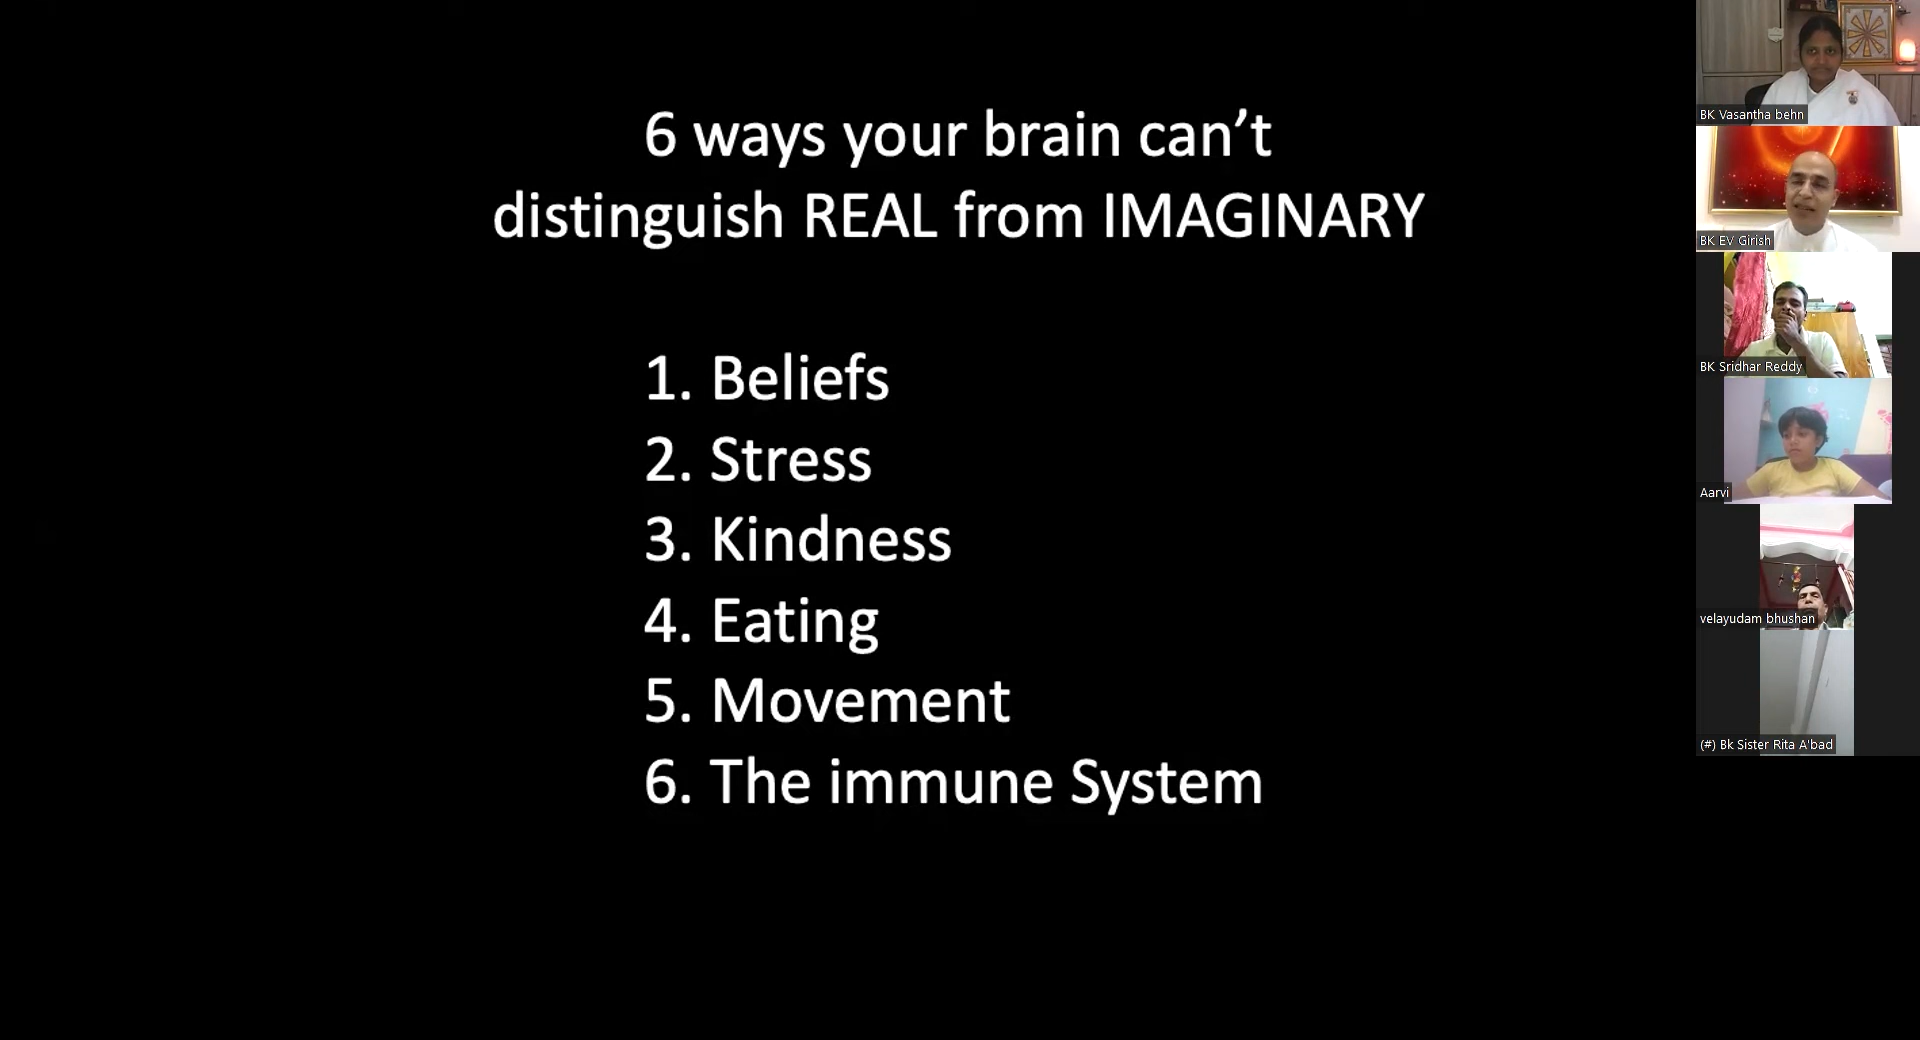 6 ways your brain can’t
distinguish REAL from IMAGINARY
1. Beliefs
2. Stress
3. Kindness
4. Eating
5. Movement
6. The immune System
BK Vasantha behn
BK EV Girish
BK Sridhar Reddy
Aarvi
velayudam bhushan
(#) Bk Sister Rita A'bad